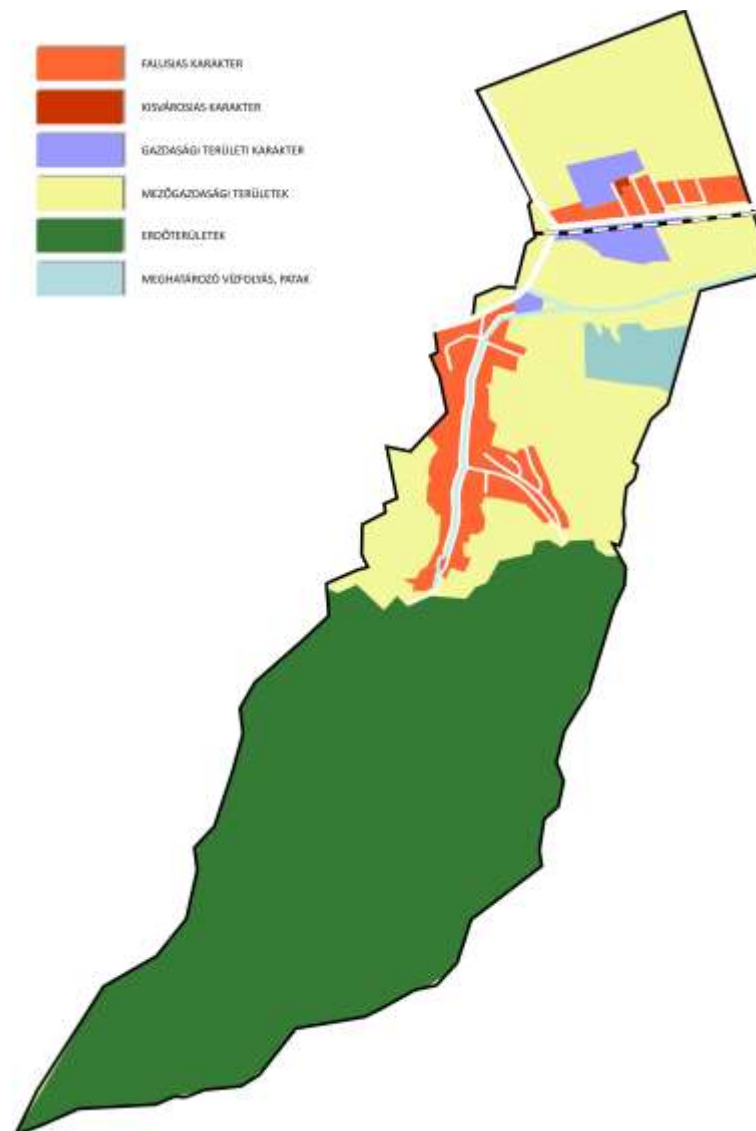 FALUSIAS KARAKTER
KISVÁROSIAS KARAKTER
GAZDASÁGI TERÜLETI KARAKTER
MEZŐGAZDASÁGI TERÜLETEK
ERDŐTERÜLETEK
MEGHATÁROZÓ VÍZFOLYÁS, PATAK